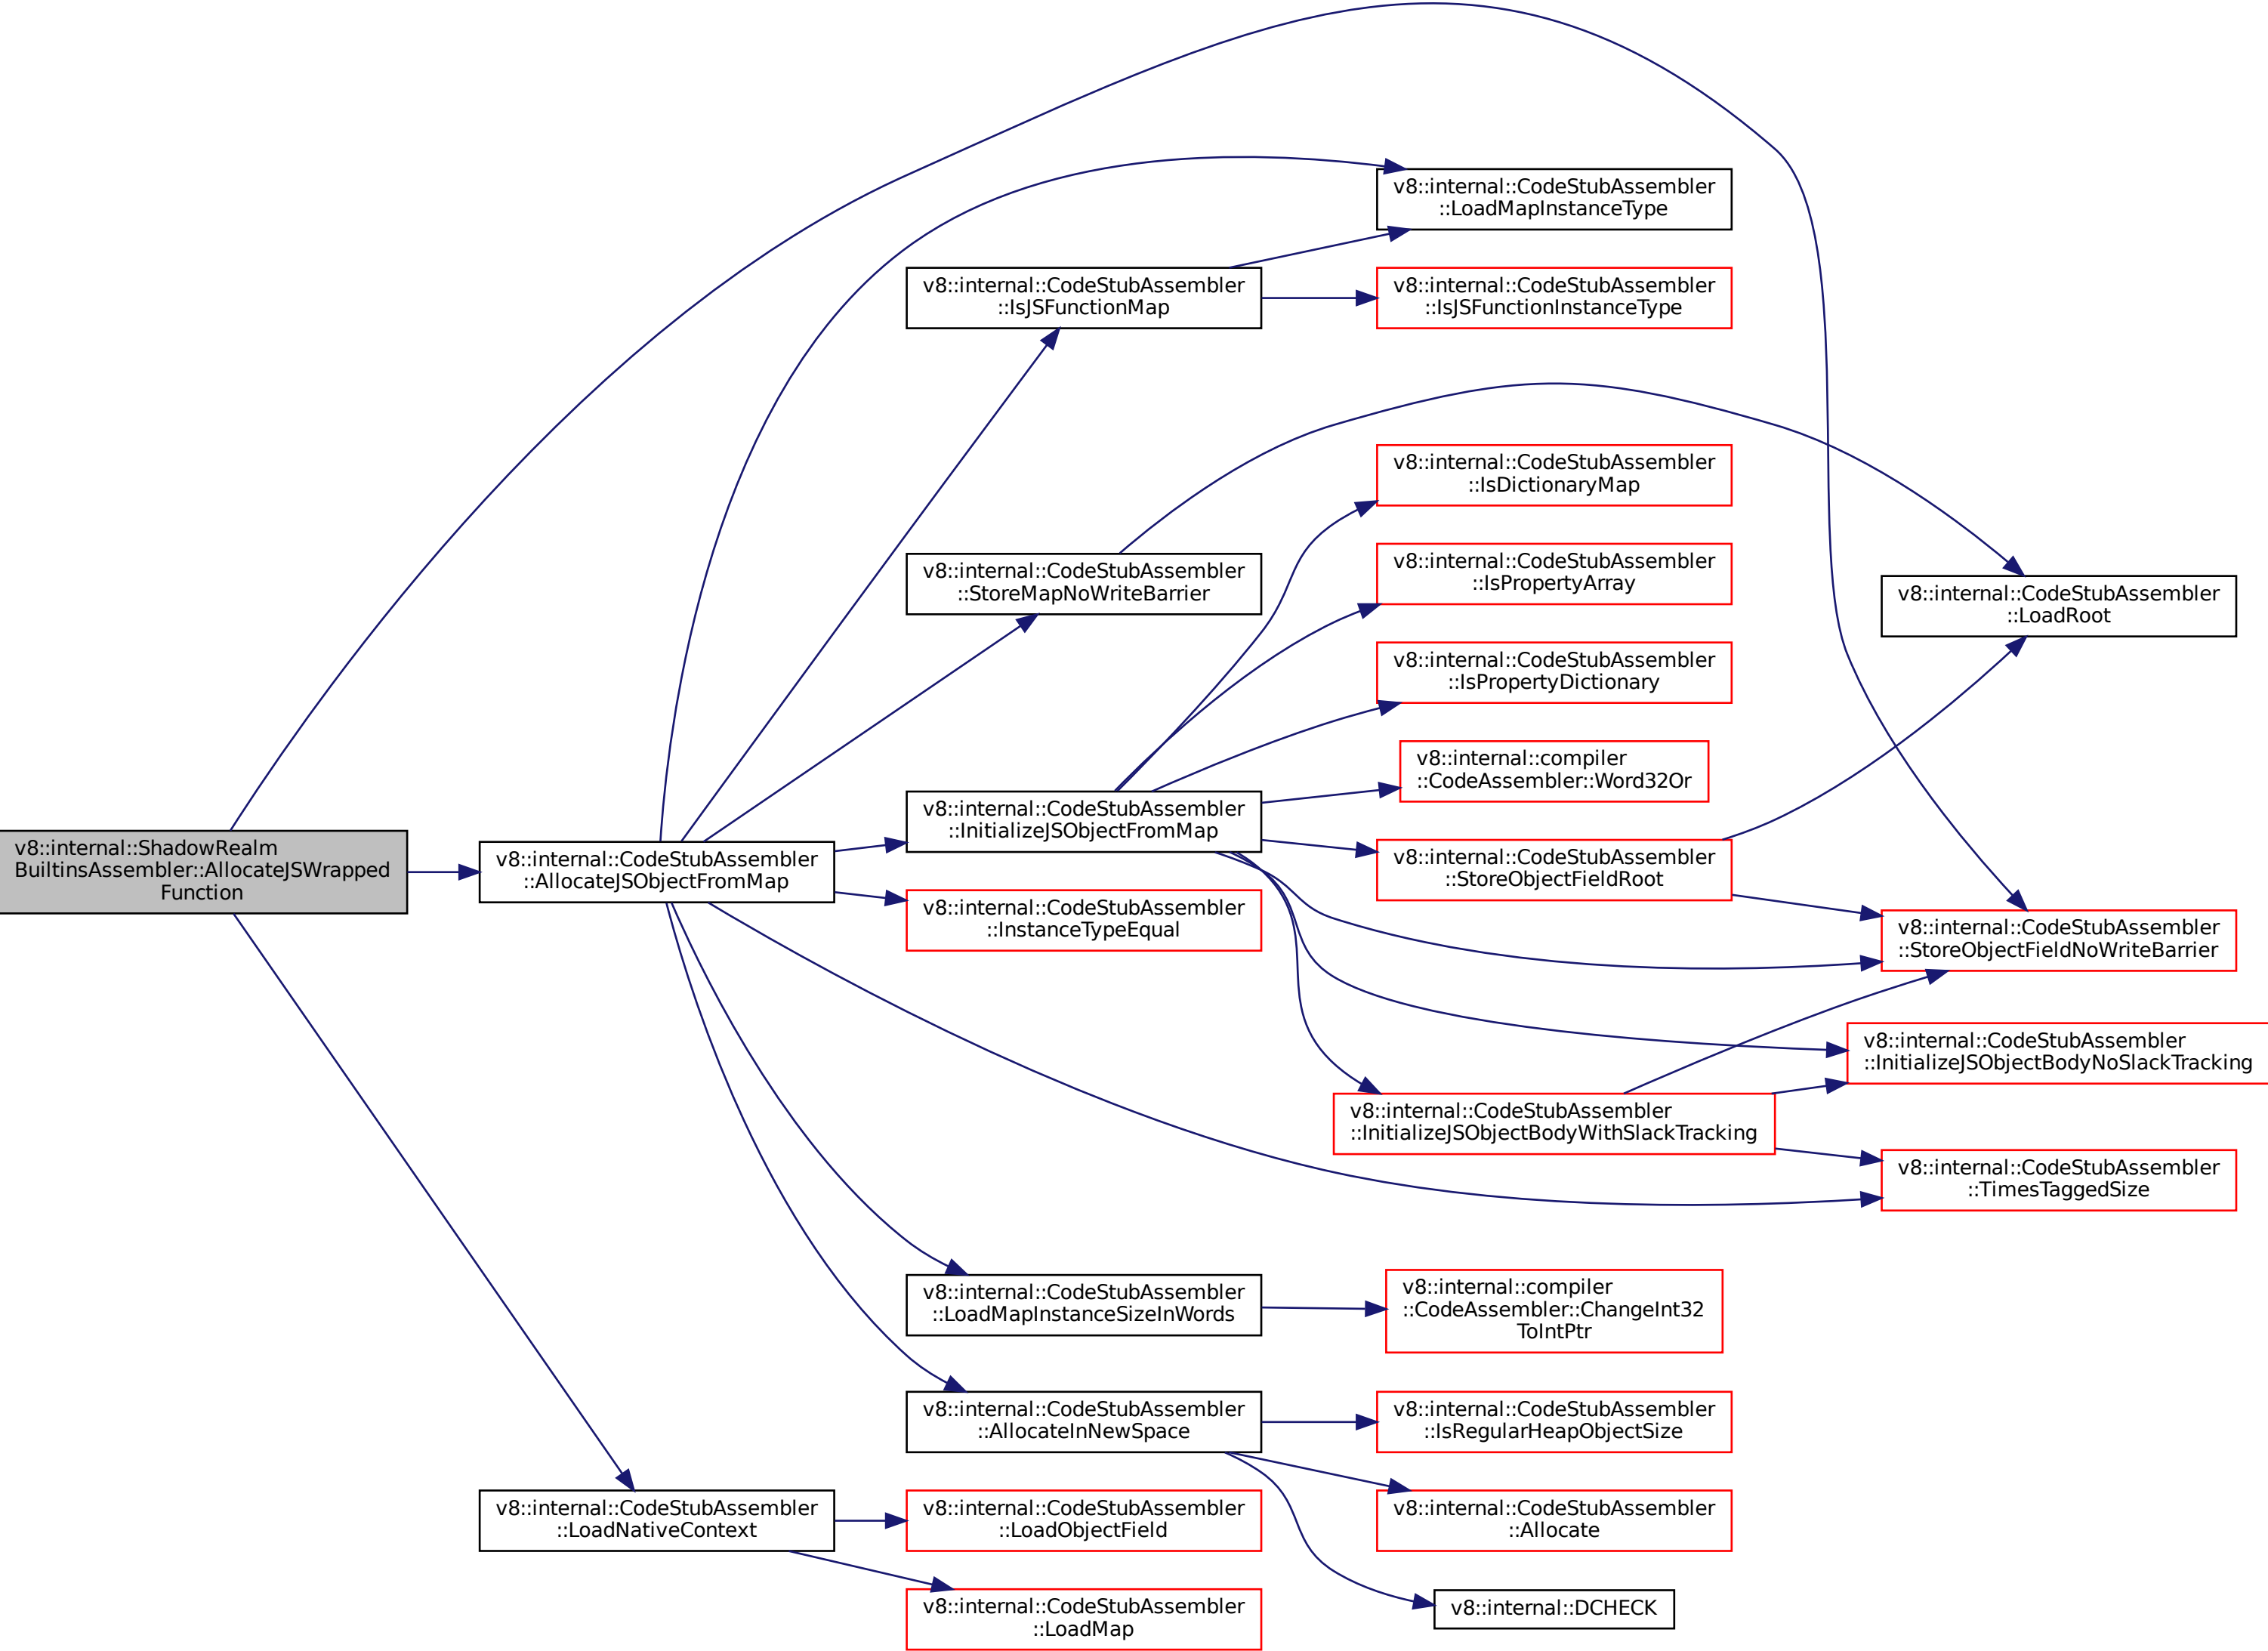 v8::internal::ShadowRealm
BuiltinsAssembler::AllocateJSWrapped
Function
v8::internal::CodeStubAssembler
::AllocateJSObjectFromMap
v8::internal::CodeStubAssembler
::LoadNativeContext
v8::internal::CodeStubAssembler
::IsJSFunctionMap
v8::internal::CodeStubAssembler
::StoreMapNoWriteBarrier
v8::internal::CodeStubAssembler
::InitializeJSObjectFromMap
v8::internal::CodeStubAssembler
::InstanceTypeEqual
v8::internal::CodeStubAssembler
::LoadMapInstanceSizeInWords
v8::internal::CodeStubAssembler
::AllocateInNewSpace
v8::internal::CodeStubAssembler
::LoadObjectField
v8::internal::CodeStubAssembler
::LoadMap
v8::internal::CodeStubAssembler
::LoadMapInstanceType
v8::internal::CodeStubAssembler
::IsJSFunctionInstanceType
v8::internal::CodeStubAssembler
::IsDictionaryMap
v8::internal::CodeStubAssembler
::IsPropertyArray
v8::internal::CodeStubAssembler
::IsPropertyDictionary
v8::internal::compiler
::CodeAssembler::Word32Or
v8::internal::CodeStubAssembler
::StoreObjectFieldRoot
v8::internal::CodeStubAssembler
::InitializeJSObjectBodyWithSlackTracking
v8::internal::compiler
::CodeAssembler::ChangeInt32
ToIntPtr
v8::internal::CodeStubAssembler
::IsRegularHeapObjectSize
v8::internal::CodeStubAssembler
::Allocate
v8::internal::DCHECK
v8::internal::CodeStubAssembler
::LoadRoot
v8::internal::CodeStubAssembler
::StoreObjectFieldNoWriteBarrier
v8::internal::CodeStubAssembler
::InitializeJSObjectBodyNoSlackTracking
v8::internal::CodeStubAssembler
::TimesTaggedSize